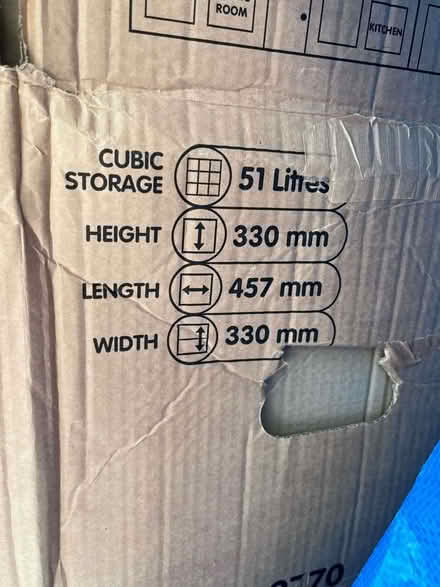 ROOM
KITCHEN
CUBIC
STORAGE
51 Litres
HEIGHT 330 mm
LENGTH 457 mm
WIDTH 330 mm